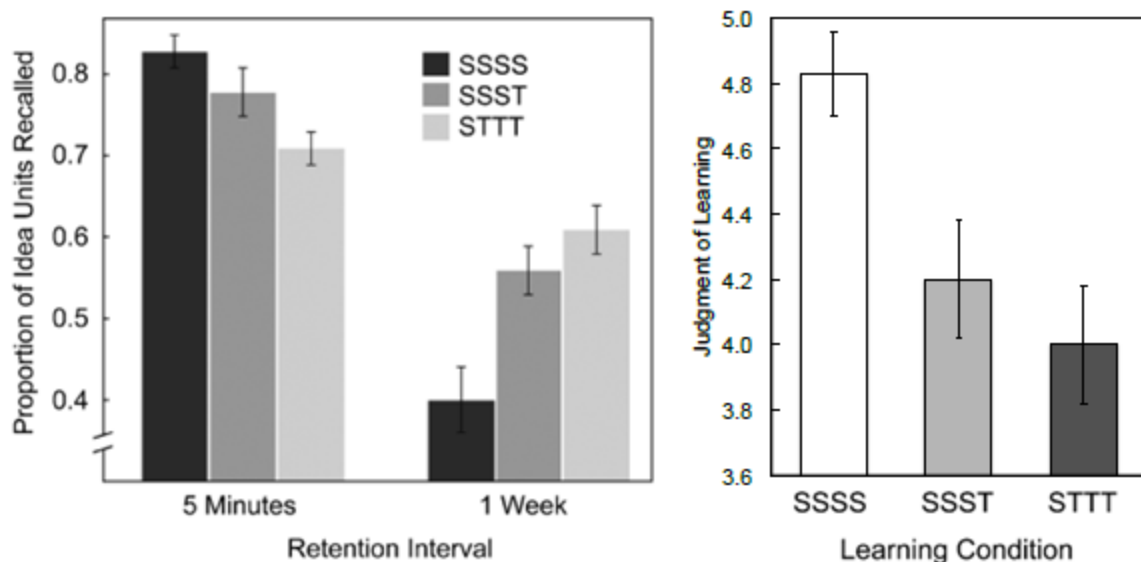 Proportion of Idea Units Recalled
0.8
0.7
0.6
0.5
0.4
SSSS
SSST
STTT
5 Minutes
1 Week
Retention Interval
Judgment of Learning
5.0
4.8
4.6
4.4
4.2
4.0
3.8
3.6
SSSS
SSST
STTT
Learning Condition